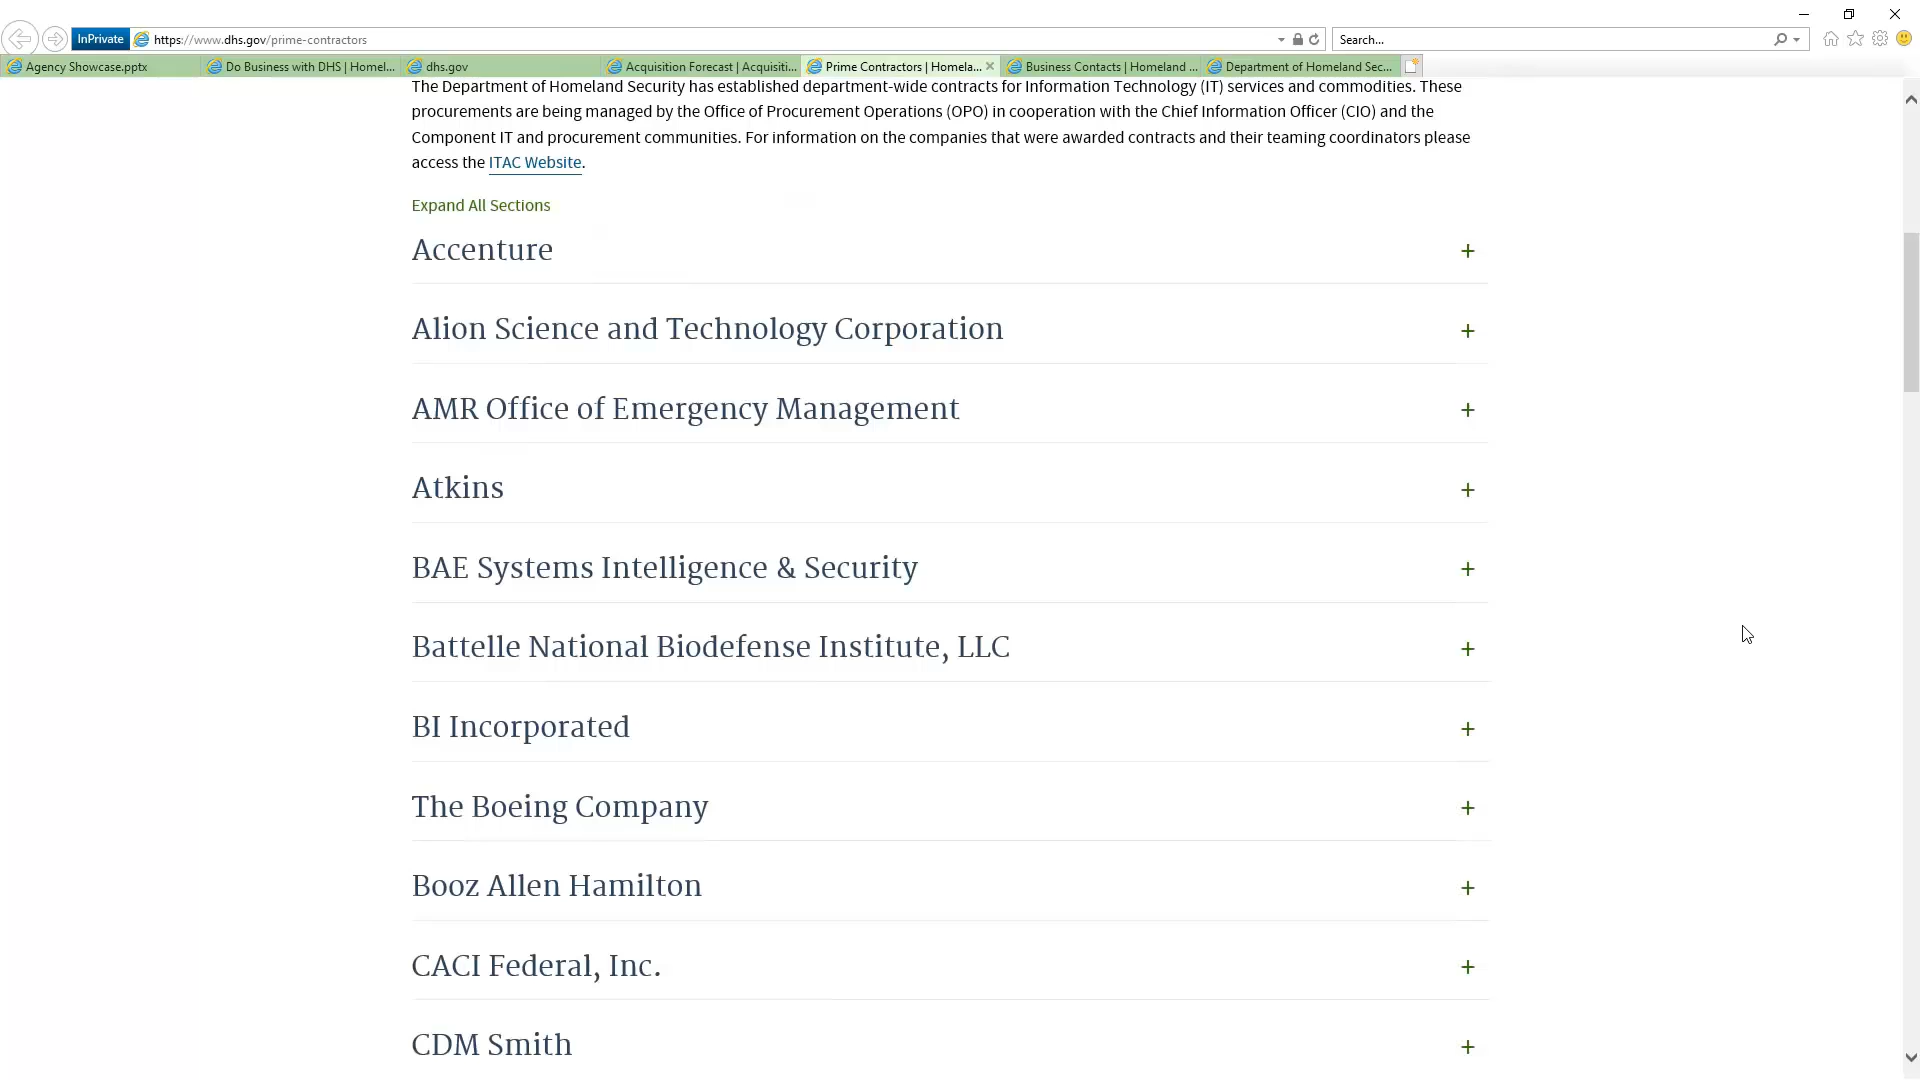 InPrivate
https://www.dhs.gov/prime-contractors
Search...
Agency Showcase.pptx
Do Business with DHS | Homel...
dhs.gov
Acquisition Forecast | Acquisiti...
Prime Contractors | Homela...
Business Contacts | Homeland ...
Department of Homeland Sec...
The Department of Homeland Security has established department-wide contracts for Information Technology (IT) services and commodities. These
procurements are being managed by the Office of Procurement Operations (OPO) in cooperation with the Chief Information Officer (CIO) and the
Component IT and procurement communities. For information on the companies that were awarded contracts and their teaming coordinators please
access the ITAC Website.
Expand All Sections
Accenture +
Alion Science and Technology Corporation +
AMR Office of Emergency Management +
Atkins +
BAE Systems Intelligence & Security +
Battelle National Biodefense Institute, LLC +
BI Incorporated +
The Boeing Company +
Booz Allen Hamilton +
CACI Federal, Inc. +
CDM Smith +